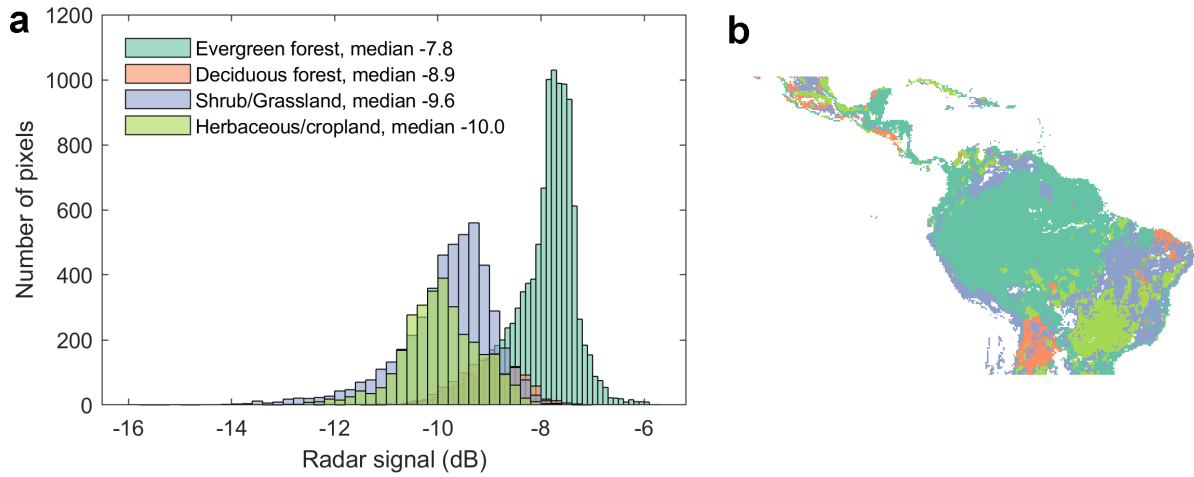 a
1200
1000
800
600
400
200
0
Number of pixels
Evergreen forest, median -7.8
Deciduous forest, median -8.9
Shrub/Grassland, median -9.6
Herbaceous/cropland, median -10.0
-16 -14 -12 -10 -8 -6
Radar signal (dB)
b